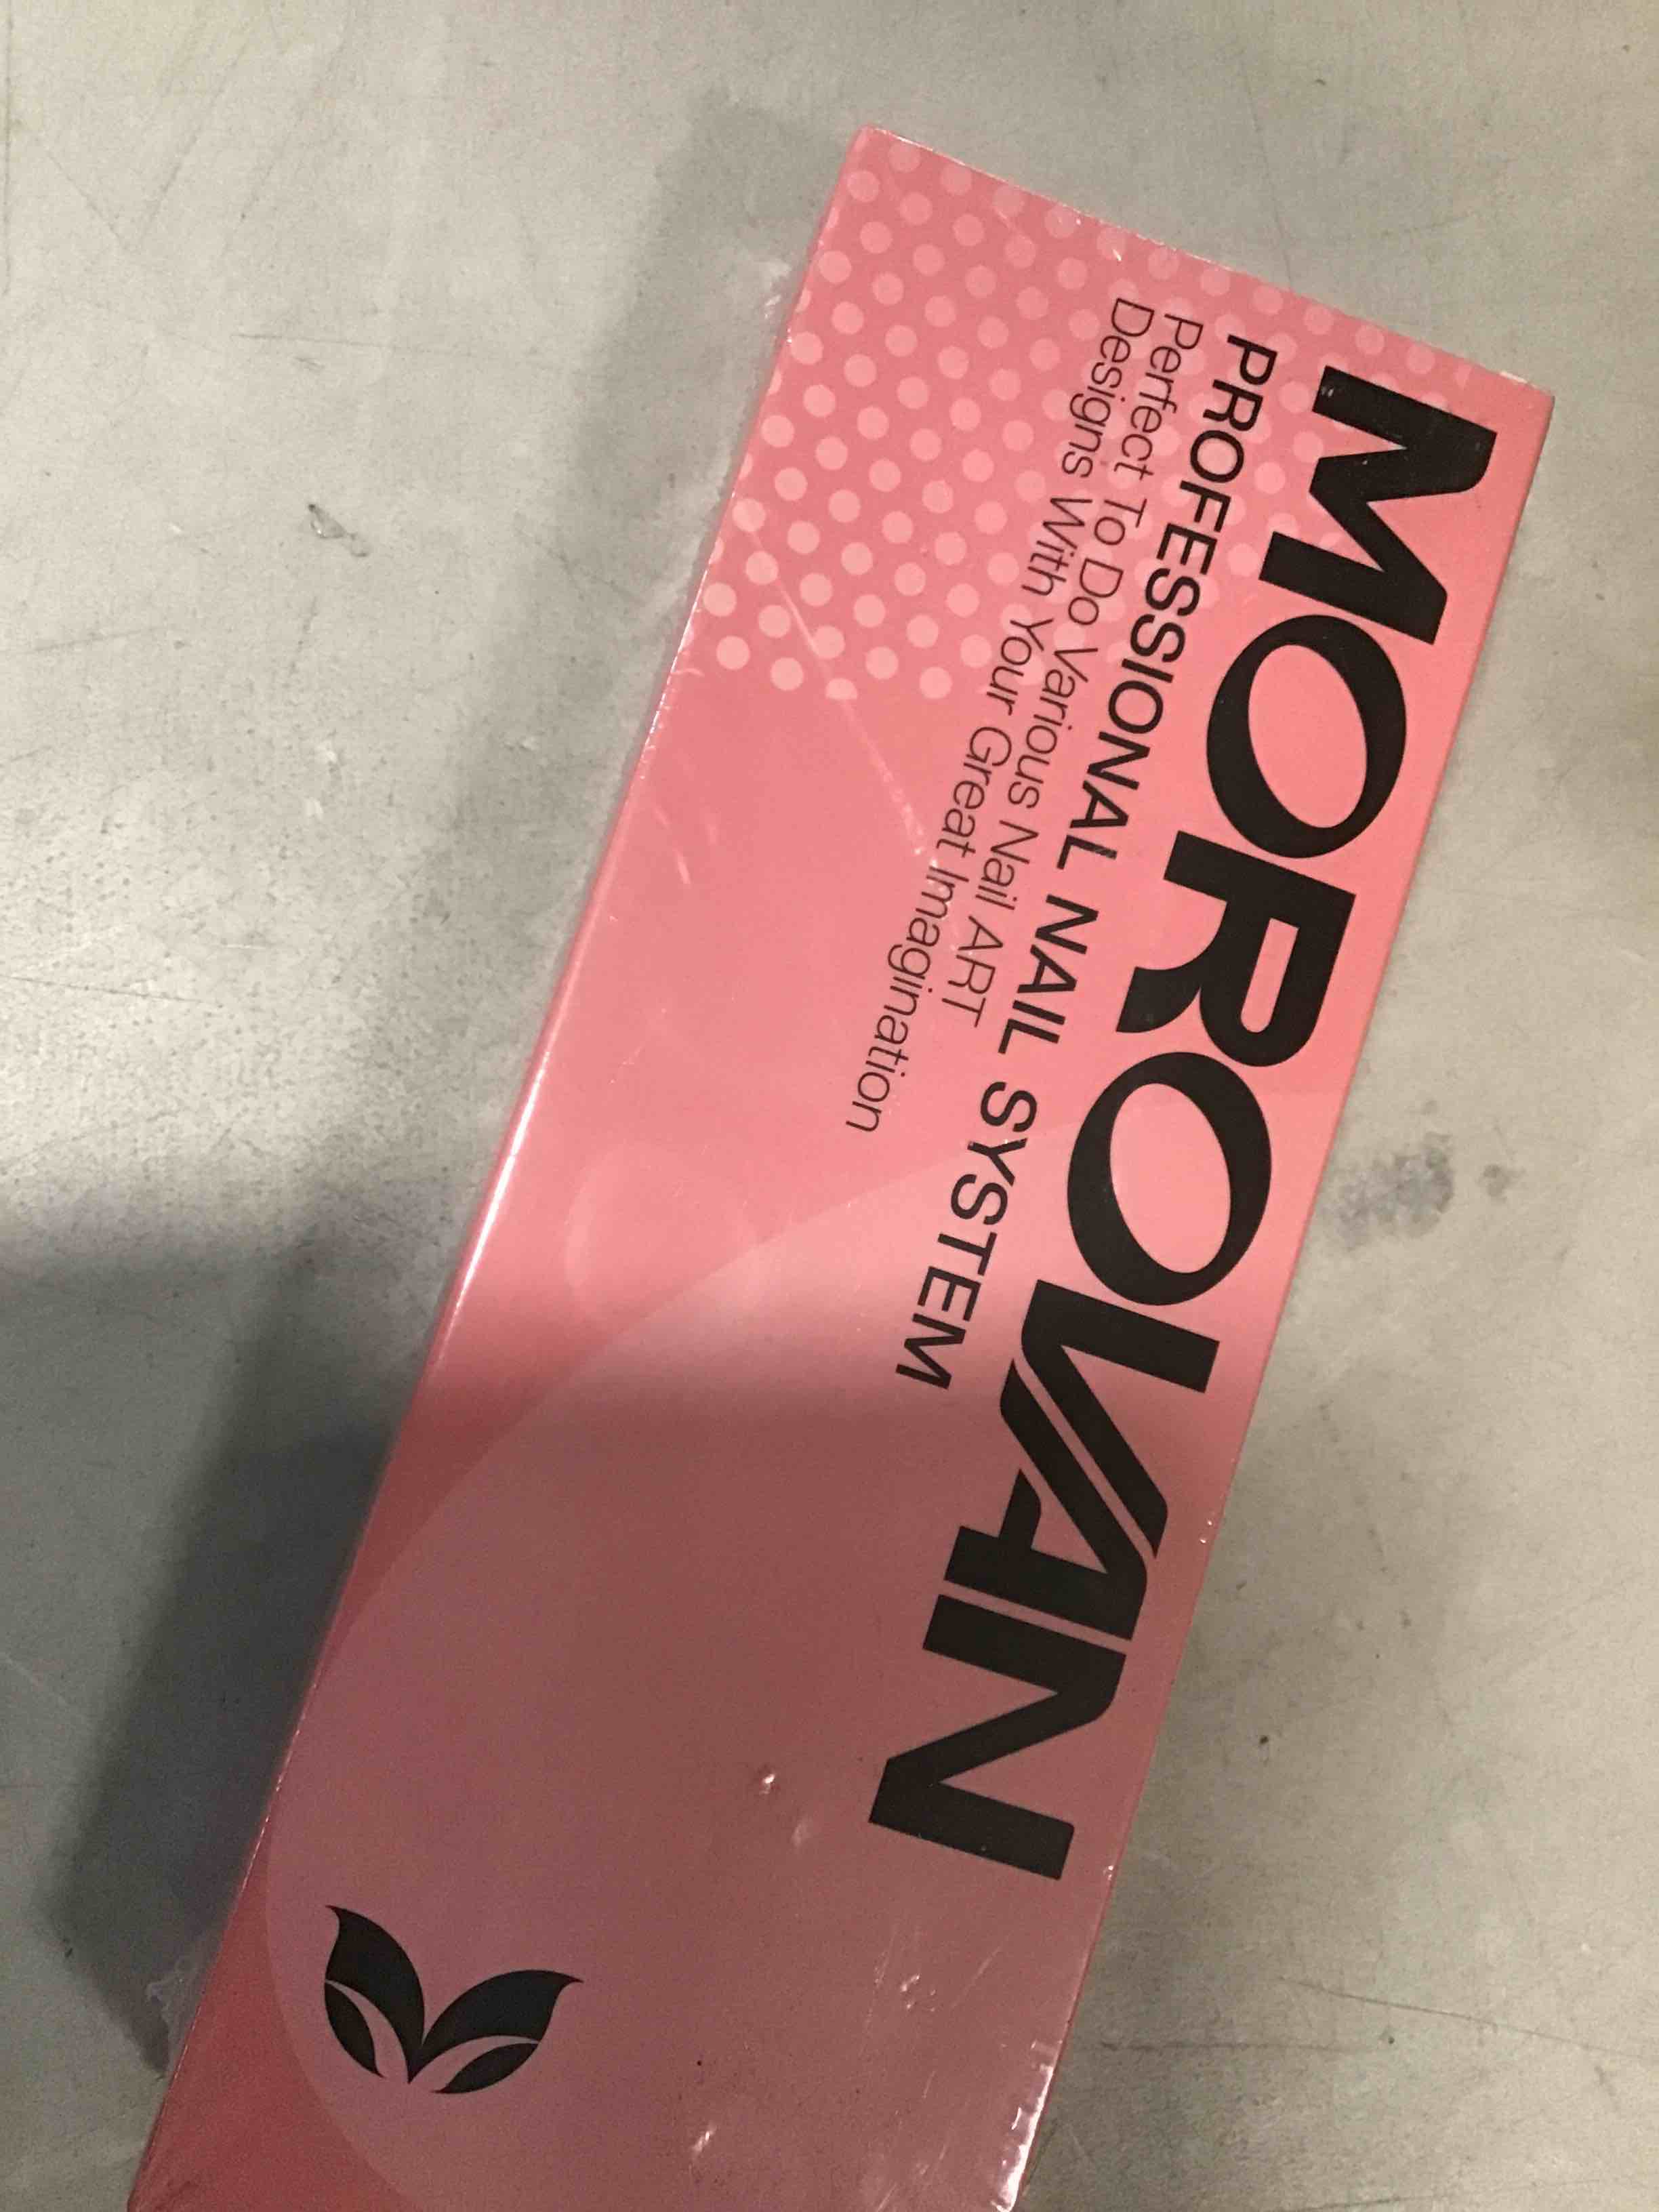 MOROVAN
PROFESSIONAL NAIL SYSTEM
Perfect To Do Various Nail ART
Designs With Your Great Imagination